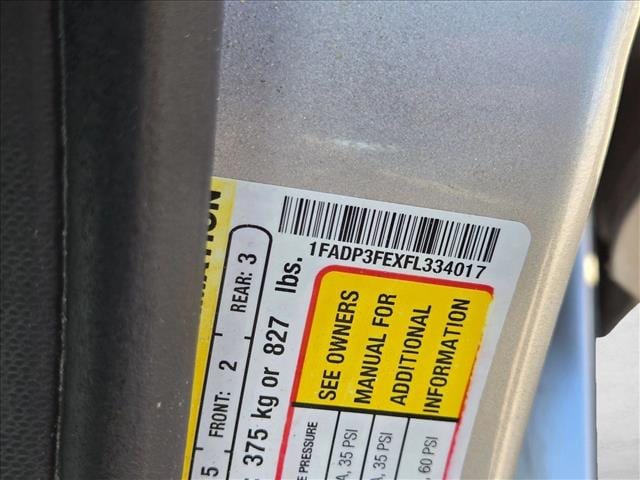 1FADP3FEXFL334017
FRONT: 2 REAR: 3
375 kg or 827 lbs.
SEE OWNERS
MANUAL FOR
ADDITIONAL
INFORMATION
PRESSURE
35 PSI
35 PSI
60 PSI